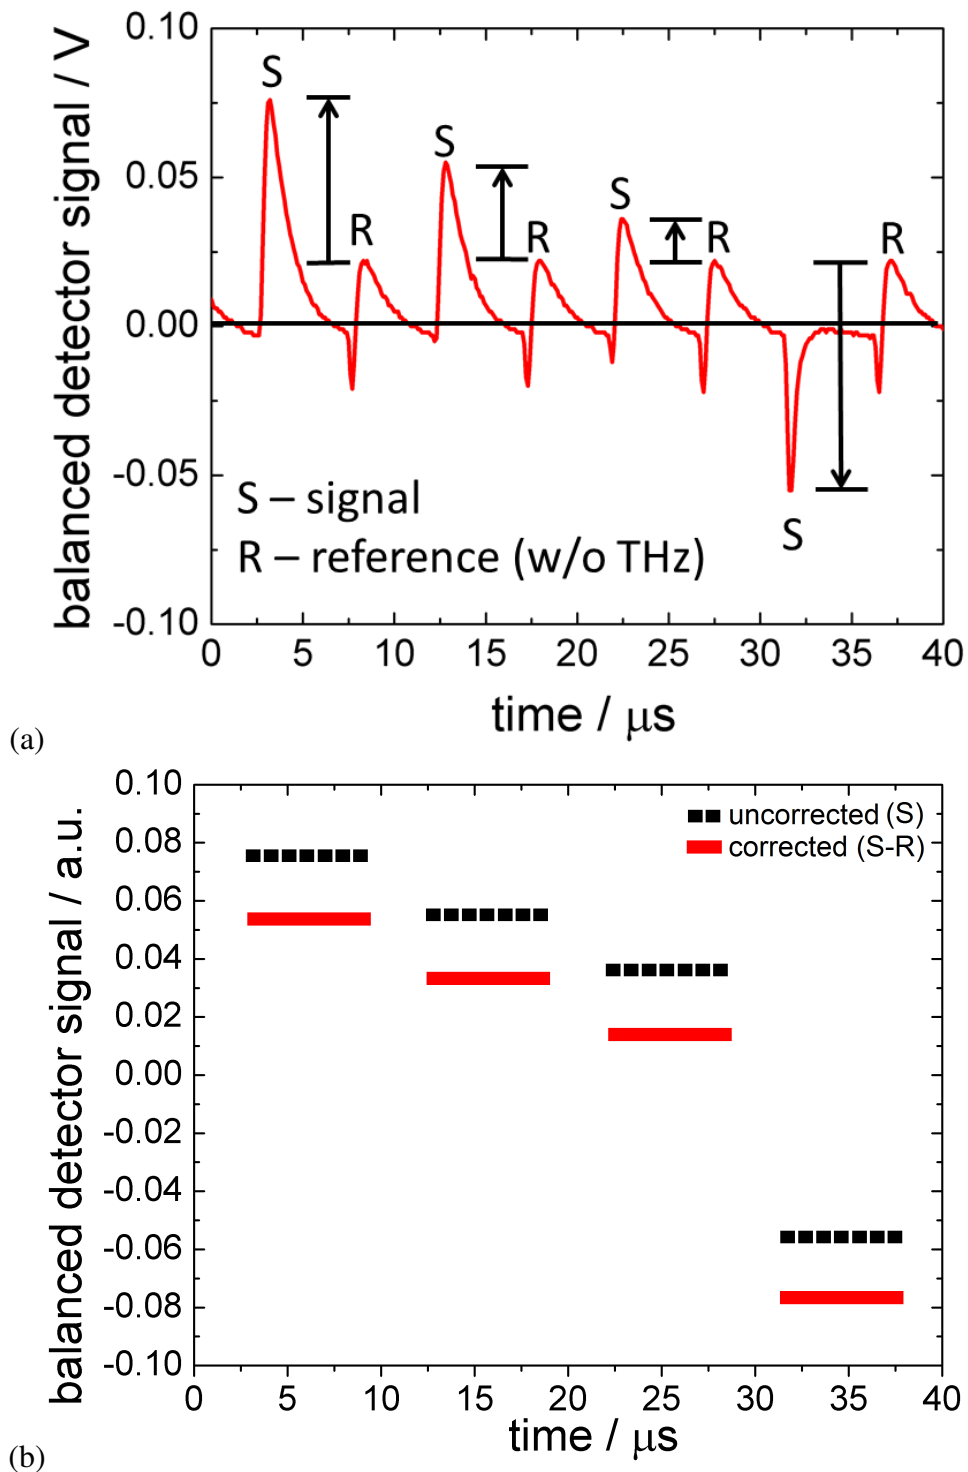 balanced detector signal / V
0.10
0.05
0.00
-0.05
-0.10
S
R
S
R
S
R
S
R
S – signal
R – reference (w/o THz)
0 5 10 15 20 25 30 35 40
time / μs
(a)
balanced detector signal / a.u.
0.10
0.08
0.06
0.04
0.02
0.00
-0.02
-0.04
-0.06
-0.08
-0.10
uncorrected (S)
corrected (S-R)
0 5 10 15 20 25 30 35 40
time / μs
(b)